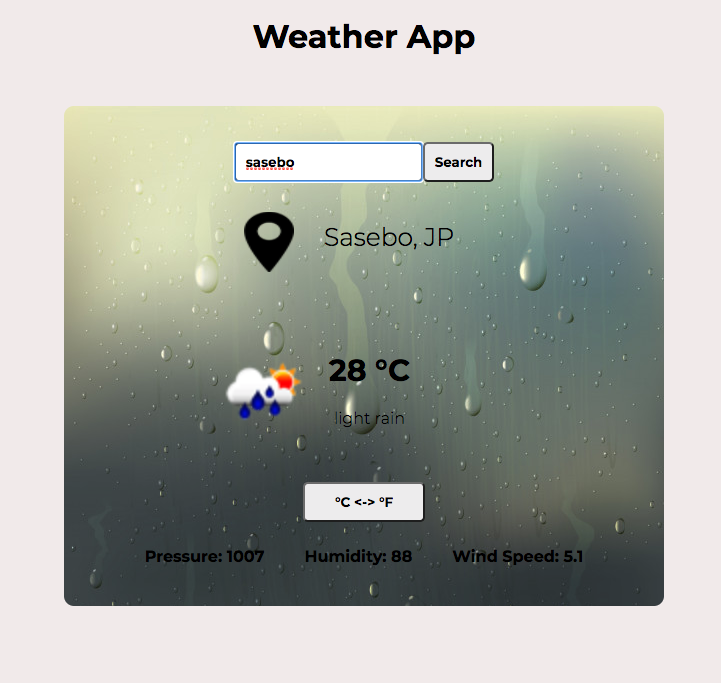 Weather App
sasebo Search
Sasebo, JP
28 °C
light rain
°C <-> °F
Pressure: 1007 Humidity: 88 Wind Speed: 5.1